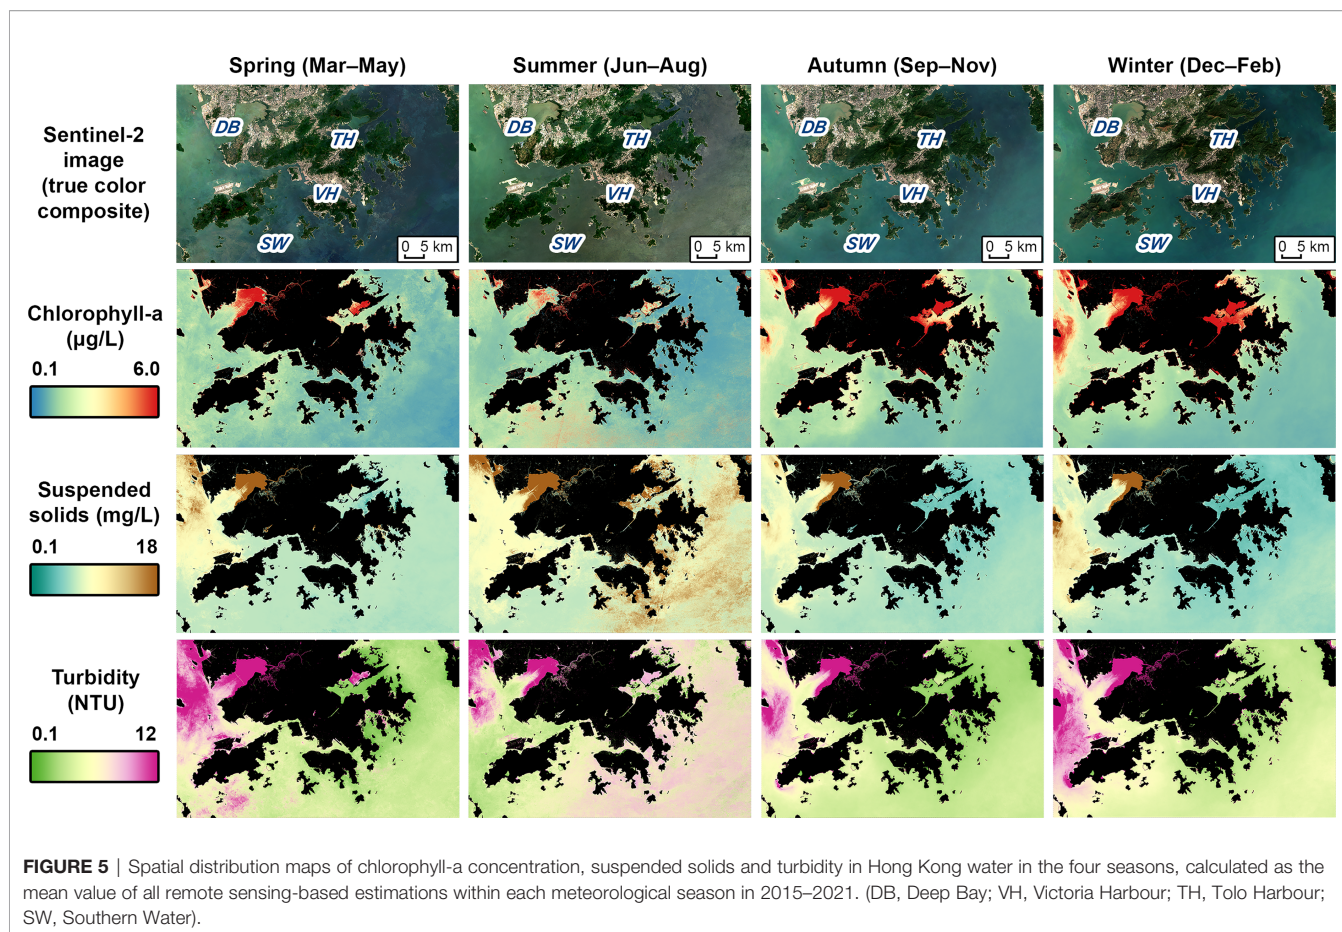 Spring (Mar–May)
Summer (Jun–Aug)
Autumn (Sep–Nov)
Winter (Dec–Feb)
Sentinel-2
image
(true color
composite)
DB
TH
VH
SW
0 5 km
DB
TH
VH
SW
0 5 km
DB
TH
VH
SW
0 5 km
DB
TH
VH
SW
0 5 km
Chlorophyll-a
(µg/L)
0.1 6.0
Suspended
solids (mg/L)
0.1 18
Turbidity
(NTU)
0.1 12
FIGURE 5 | Spatial distribution maps of chlorophyll-a concentration, suspended solids and turbidity in Hong Kong water in the four seasons, calculated as the
mean value of all remote sensing-based estimations within each meteorological season in 2015–2021. (DB, Deep Bay; VH, Victoria Harbour; TH, Tolo Harbour;
SW, Southern Water).